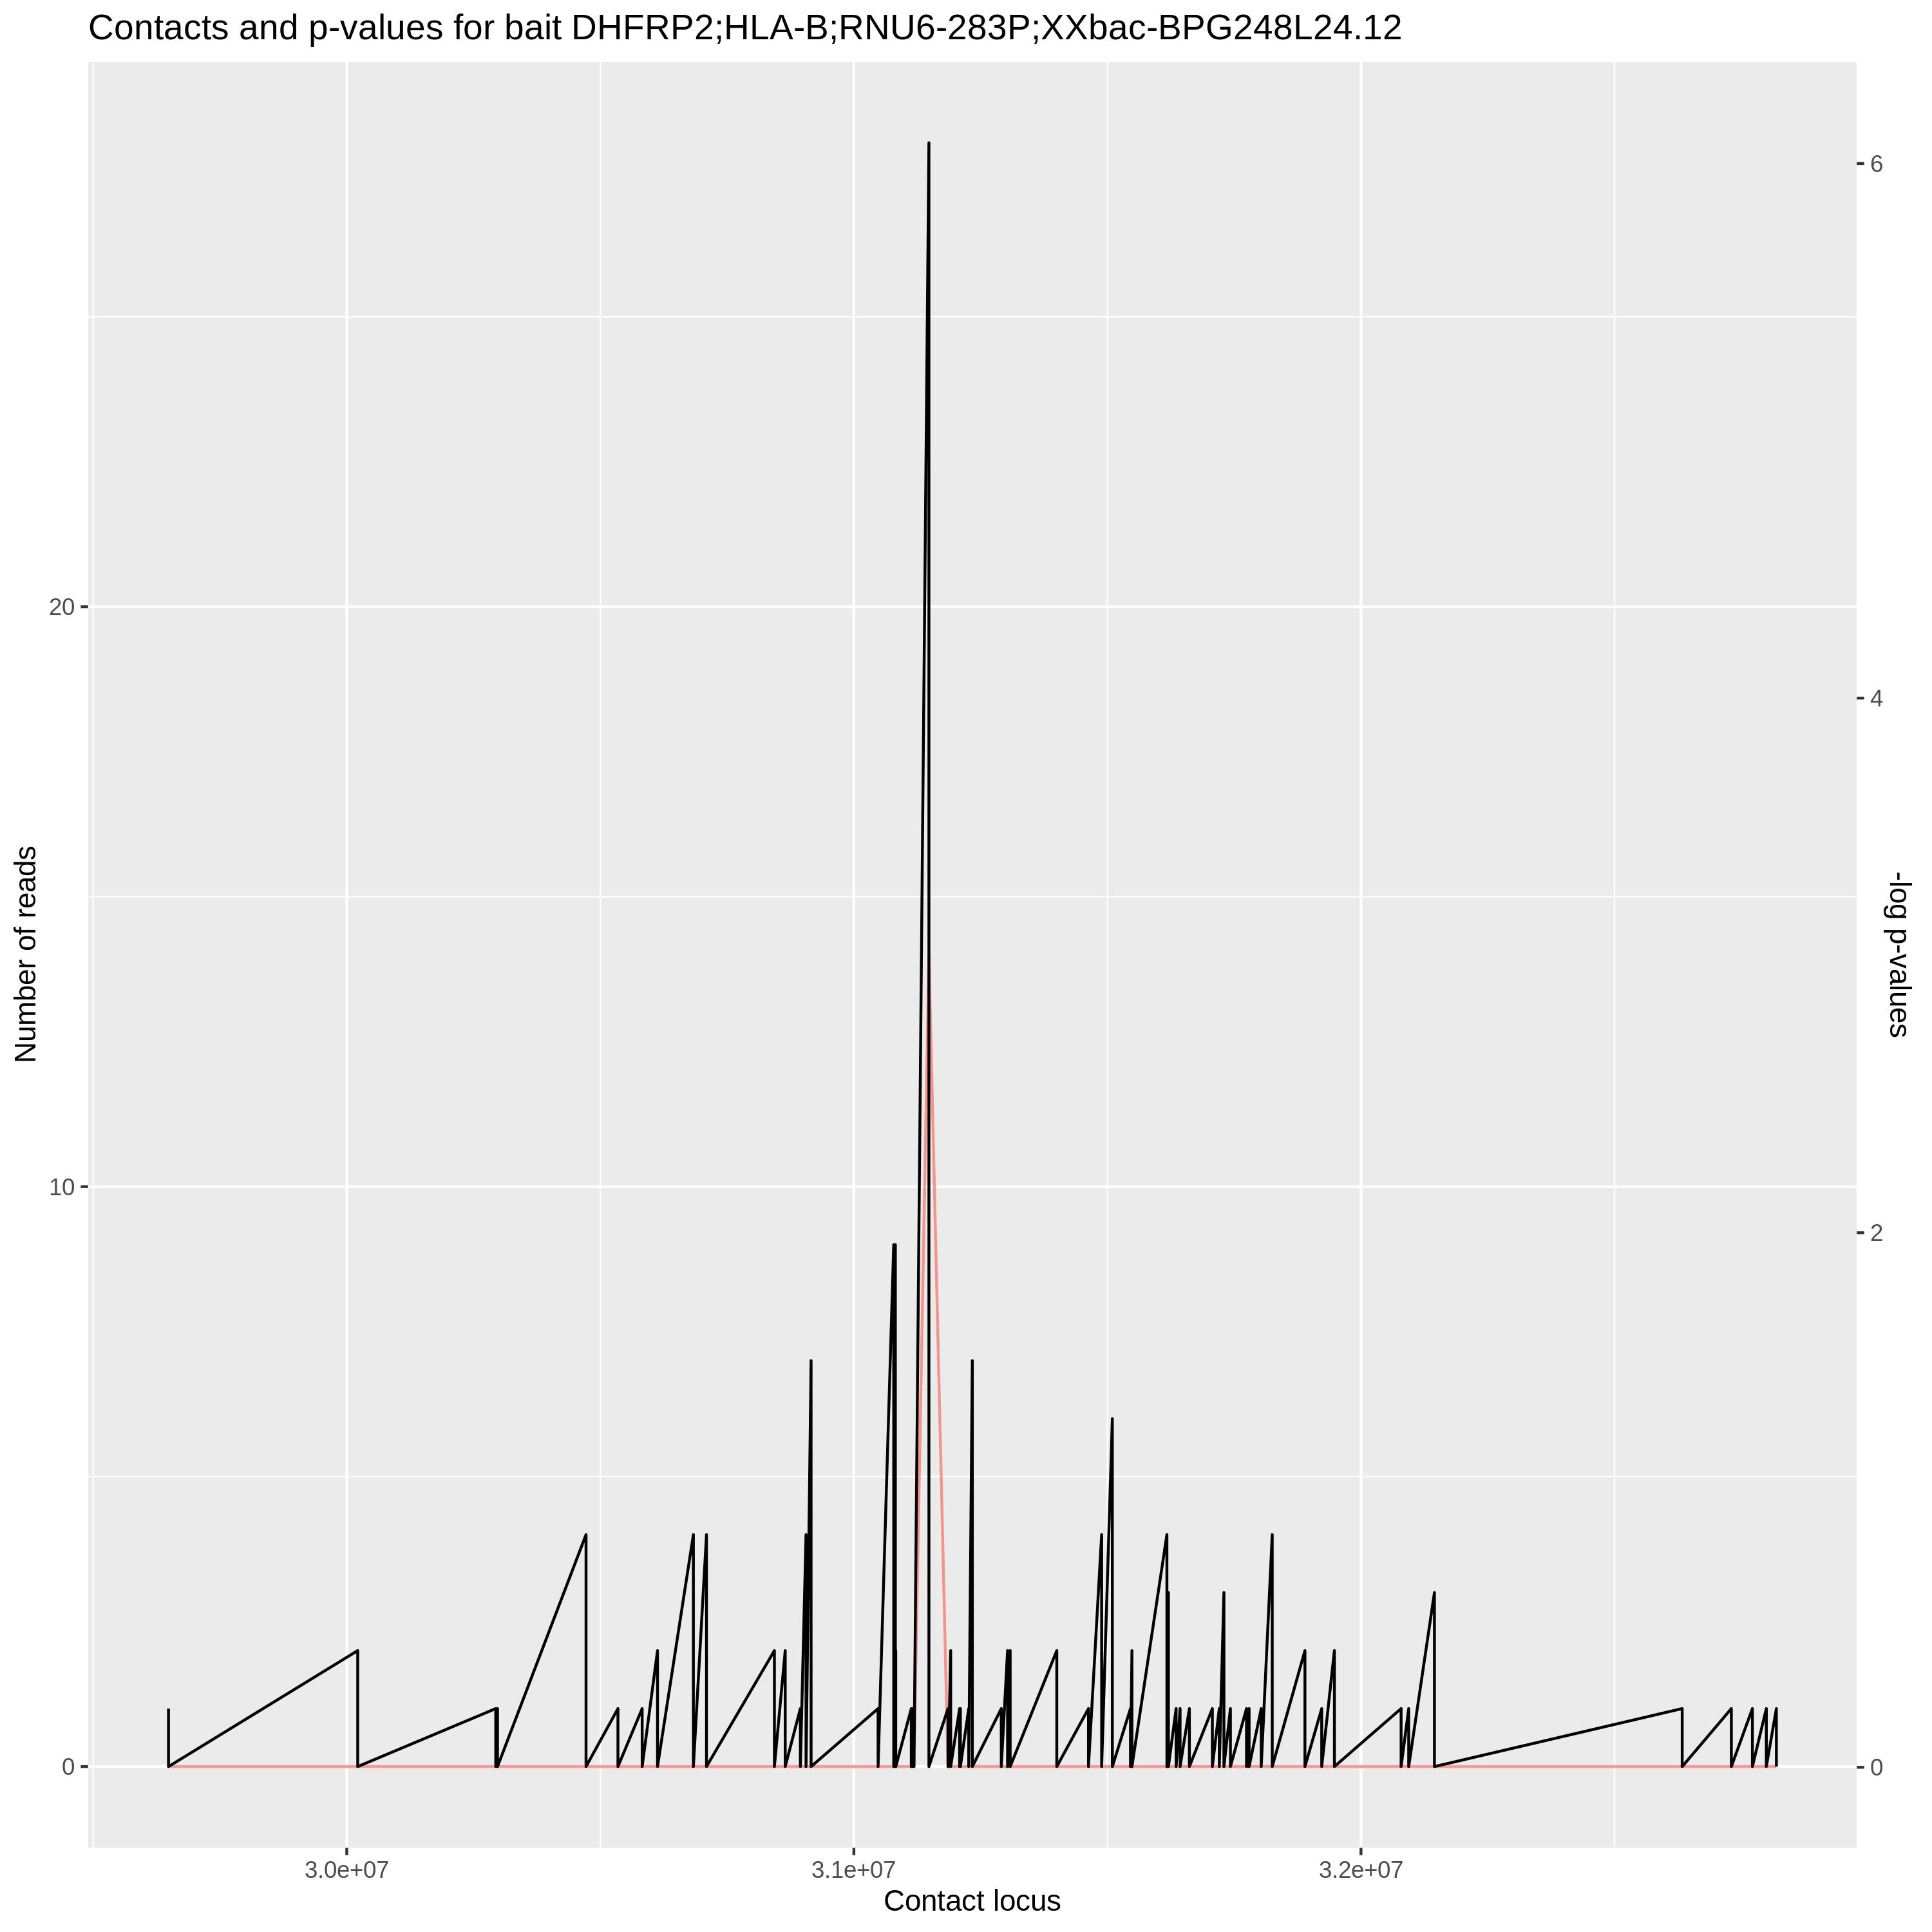 Contacts and p-values for bait DHFRP2;HLA-B;RNU6-283P;XXbac-BPG248L24.12
Number of reads
20
10
0
6
4
2
0
-log p-values
3.0e+07
3.1e+07
3.2e+07
Contact locus